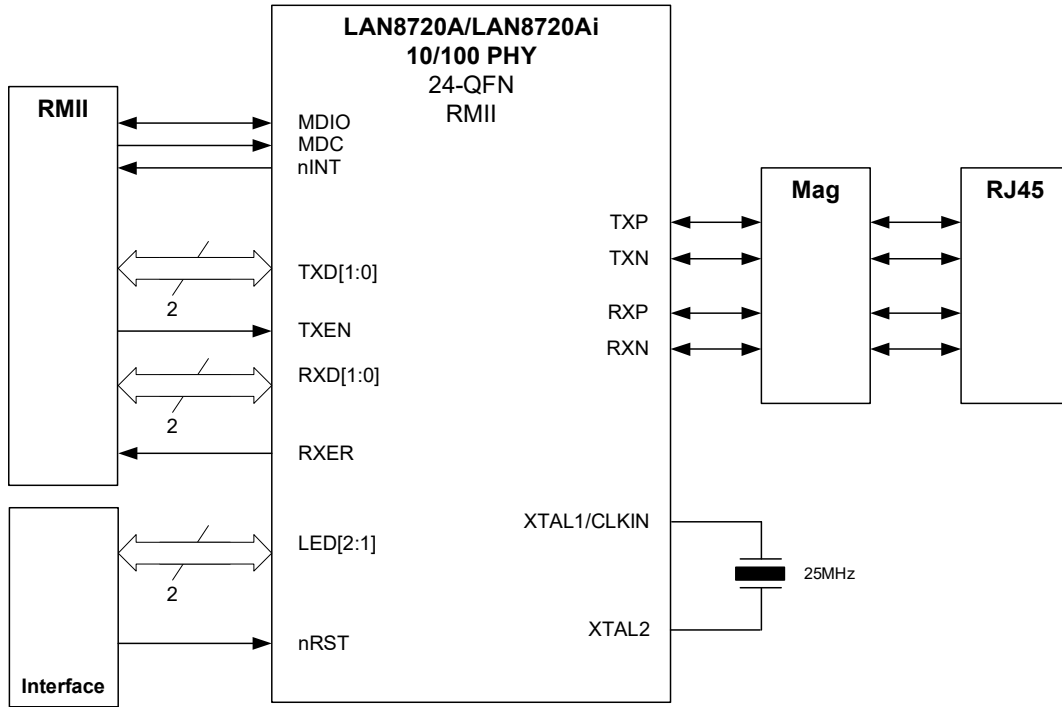 LAN8720A/LAN8720Ai
10/100 PHY
24-QFN
RMII
RMII
MDIO
MDC
nINT
TXD[1:0]
2
TXEN
RXD[1:0]
2
RXER
Mag
RJ45
TXP
TXN
RXP
RXN
XTAL1/CLKIN
25MHz
XTAL2
LED[2:1]
2
nRST
Interface